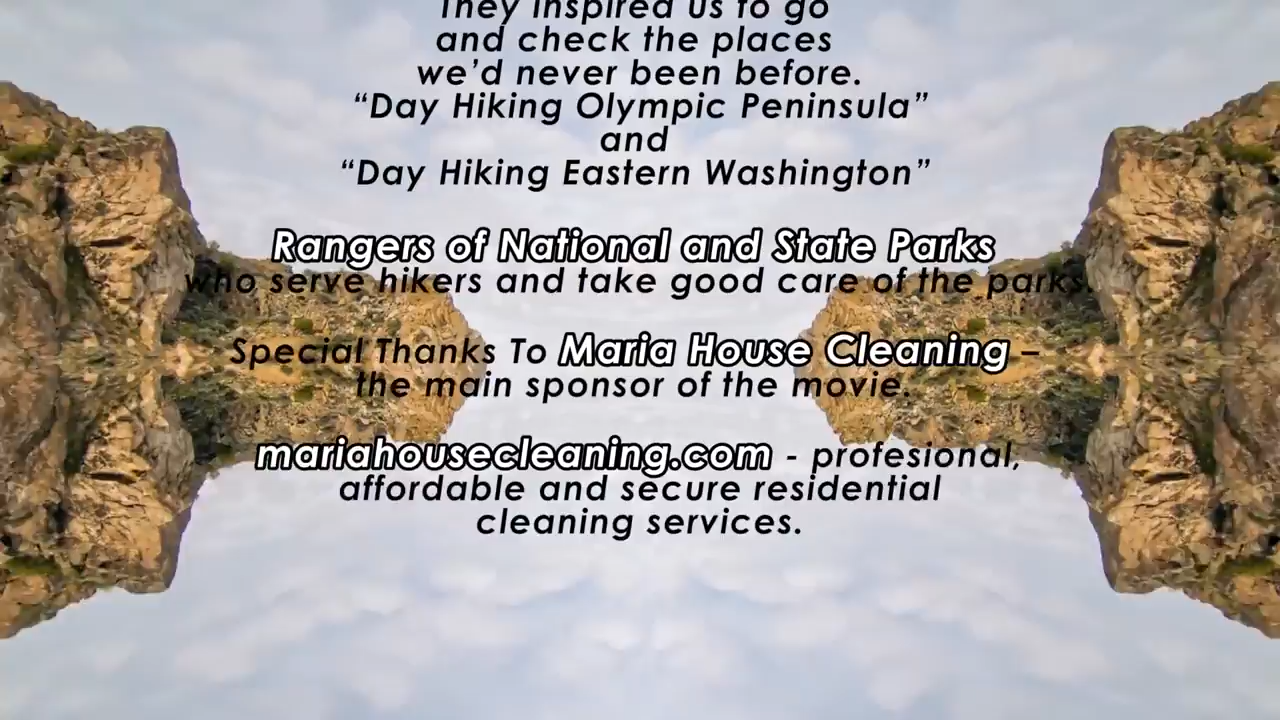 They inspired us to go
and check the places
we'd never been before.
“Day Hiking Olympic Peninsula”
and
“Day Hiking Eastern Washington”
Rangers of National and State Parks
who serve hikers and take good care of the parks.
Special Thanks To Maria House Cleaning –
the main sponsor of the movie.
mariahousecleaning.com - profesional,
affordable and secure residential
cleaning services.